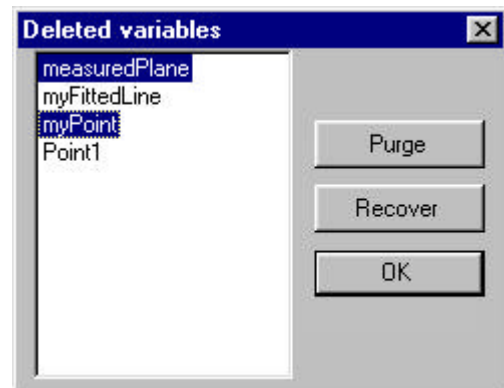 Deleted variables
measuredPlane
myFittedLine
myPoint
Point1
Purge
Recover
OK